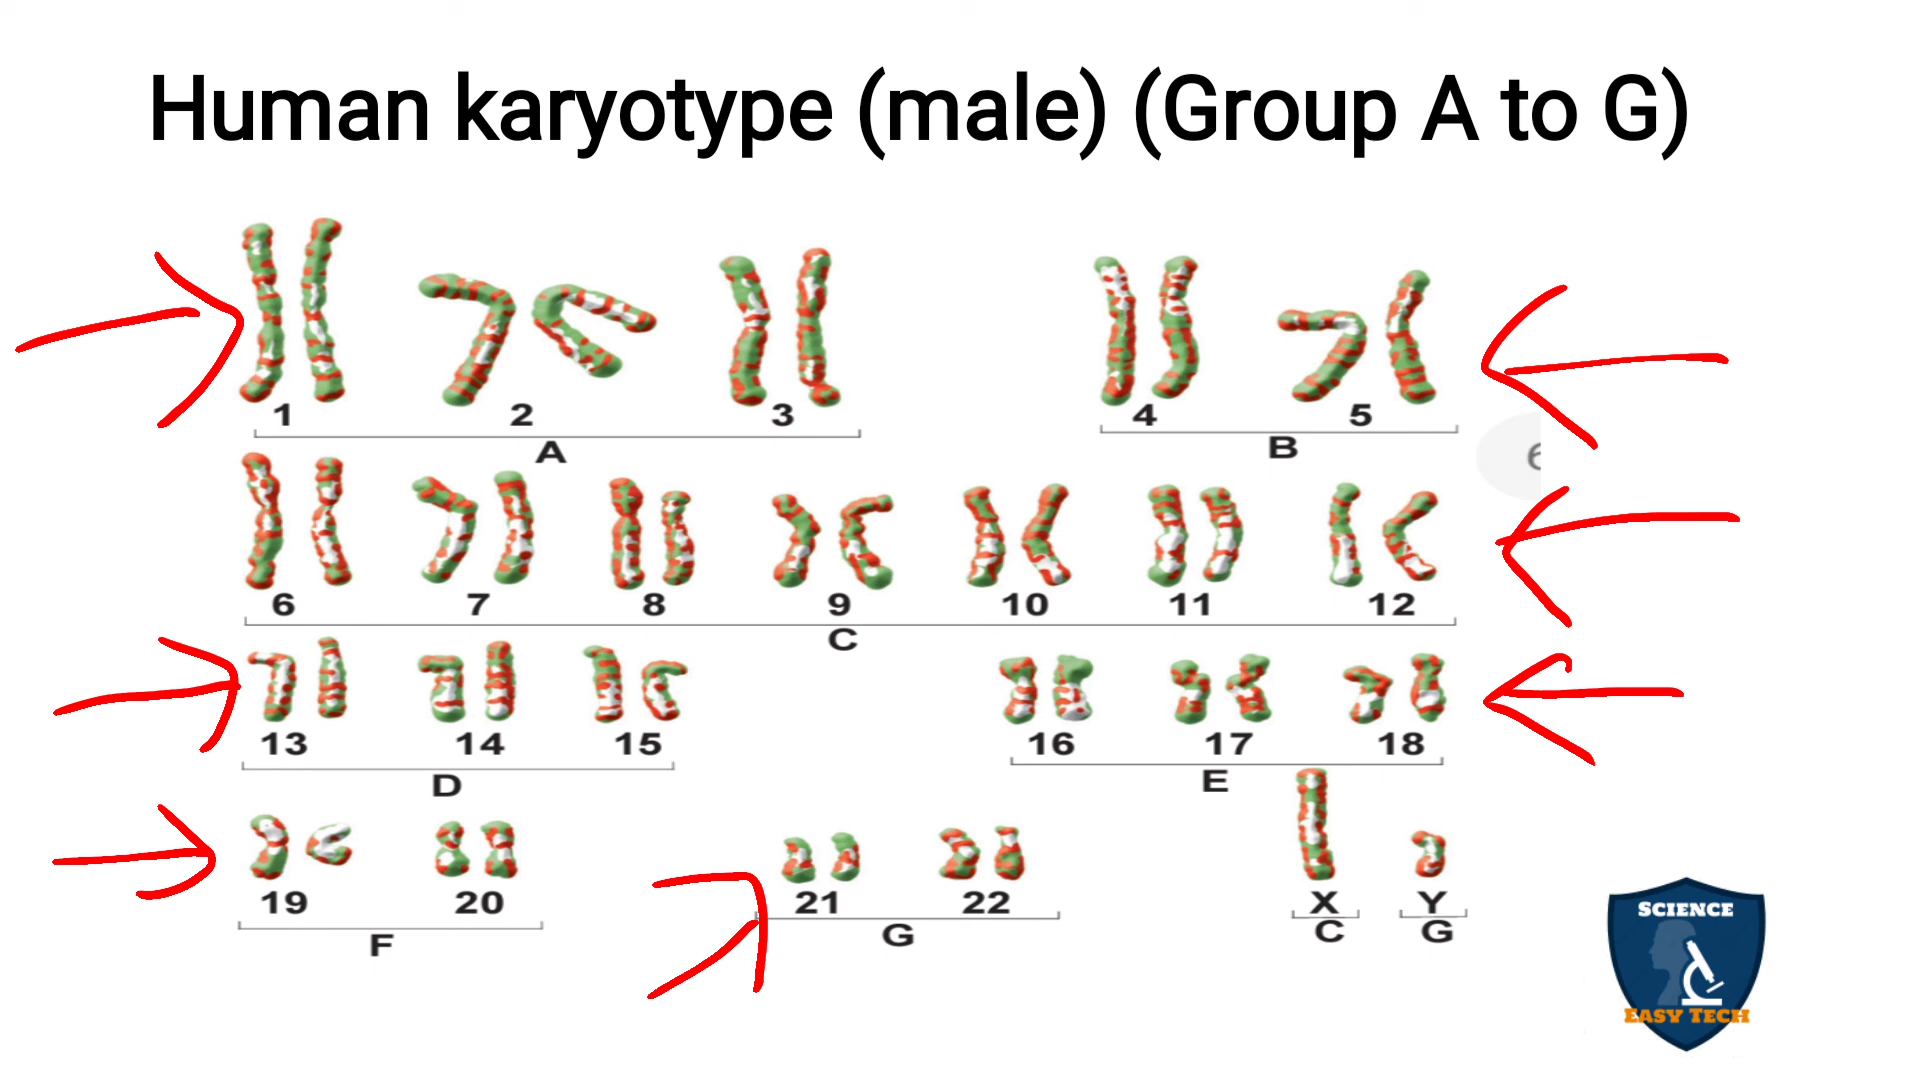 Human karyotype (male) (Group A to G)
1 2 3 4 5
A B
6
6 7 8 9 10 11 12
C
13 14 15 16 17 18
D E
19 20 21 22 X Y
F G C G
SCIENCE
EASY TECH